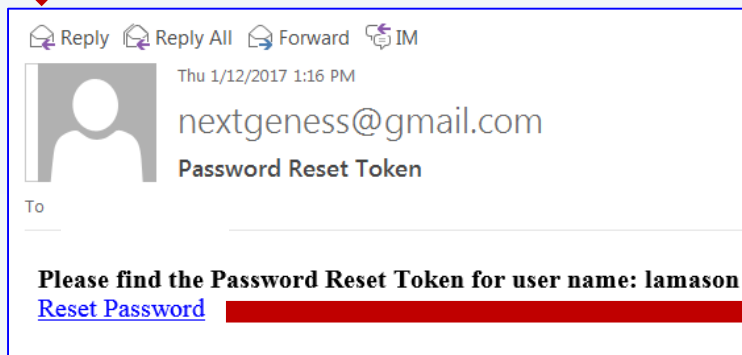 Reply Reply All Forward IM
Thu 1/12/2017 1:16 PM
nextgeness@gmail.com
Password Reset Token
To
Please find the Password Reset Token for user name: lamason
Reset Password